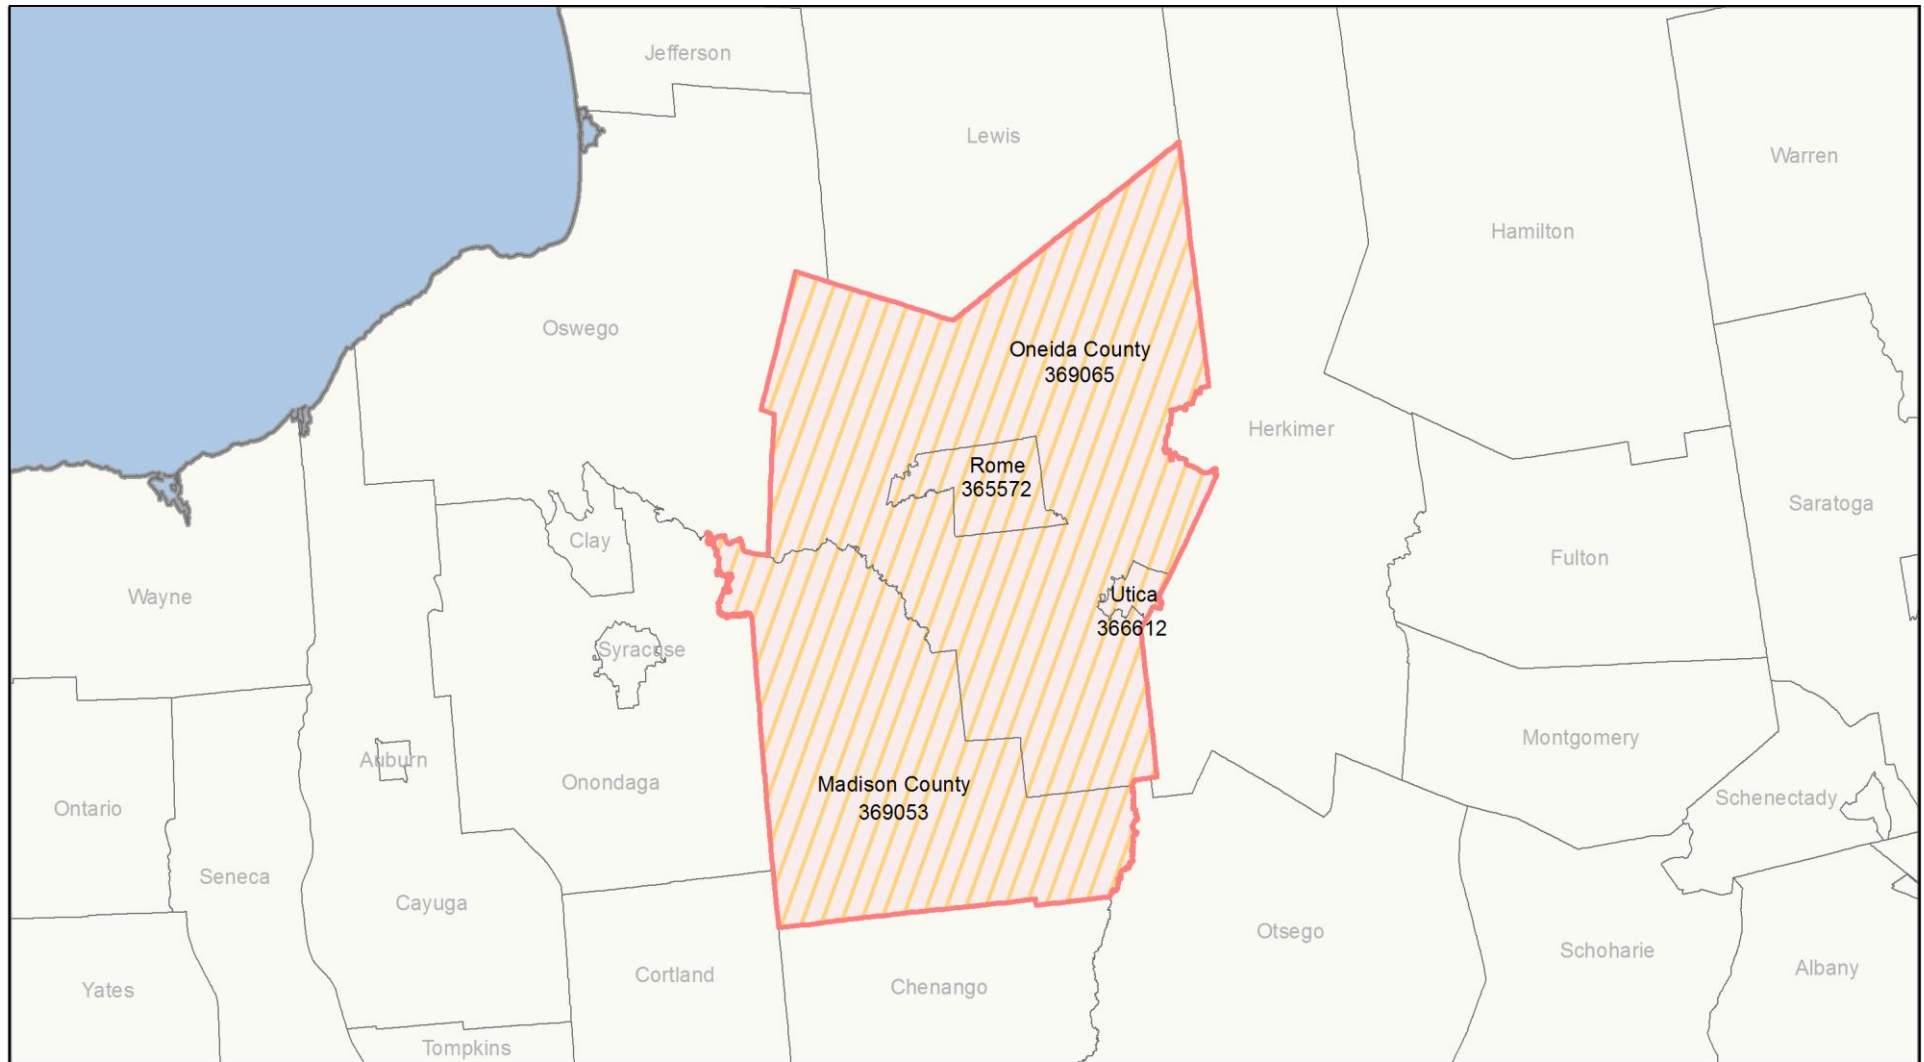 Jefferson
Lewis
Warren
Hamilton
Oswego
Oneida County
369065
Herkimer
Rome
365572
Saratoga
Clay
Fulton
Wayne
Utica
366612
Syracuse
Montgomery
Auburn
Onondaga
Madison County
369053
Schenectady
Ontario
Seneca
Cayuga
Otsego
Schoharie
Albany
Cortland
Chenango
Yates
Tompkins